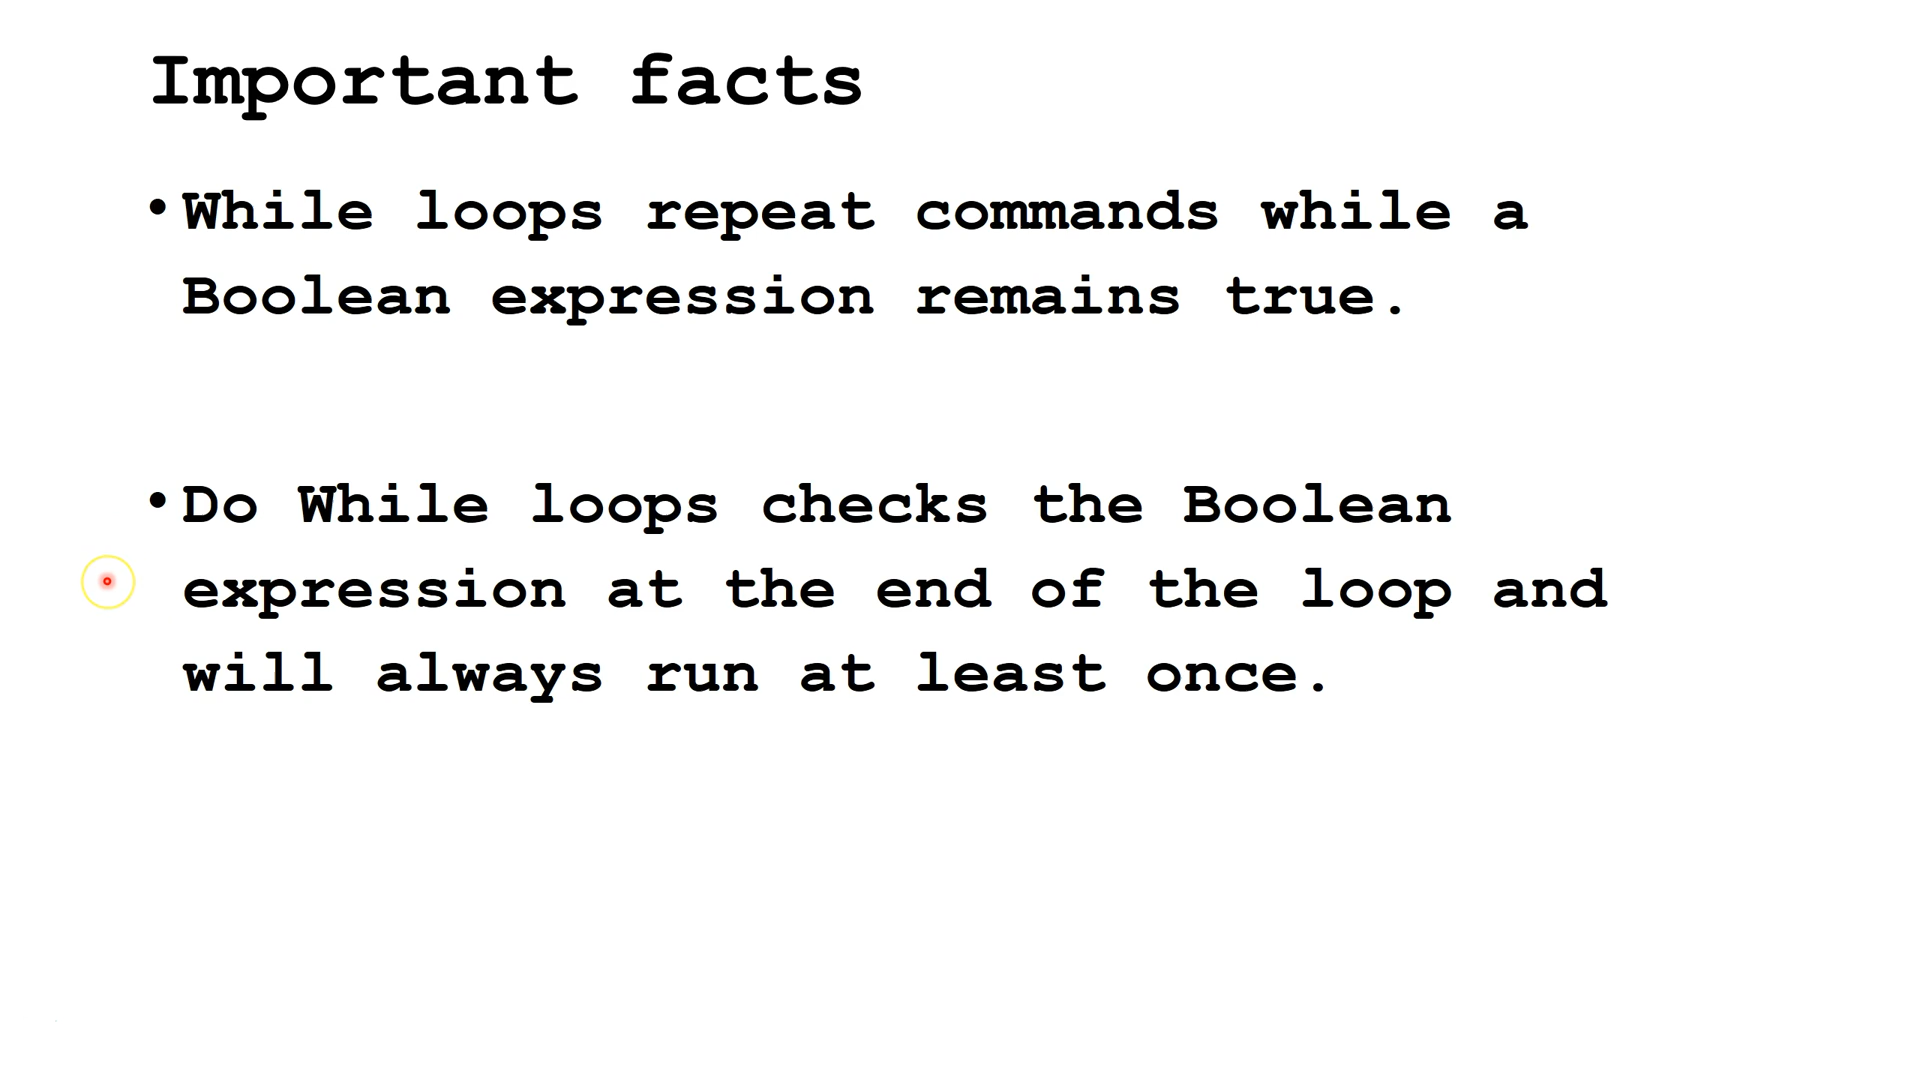 Important facts
• While loops repeat commands while a
Boolean expression remains true.
• Do While loops checks the Boolean
expression at the end of the loop and
will always run at least once.